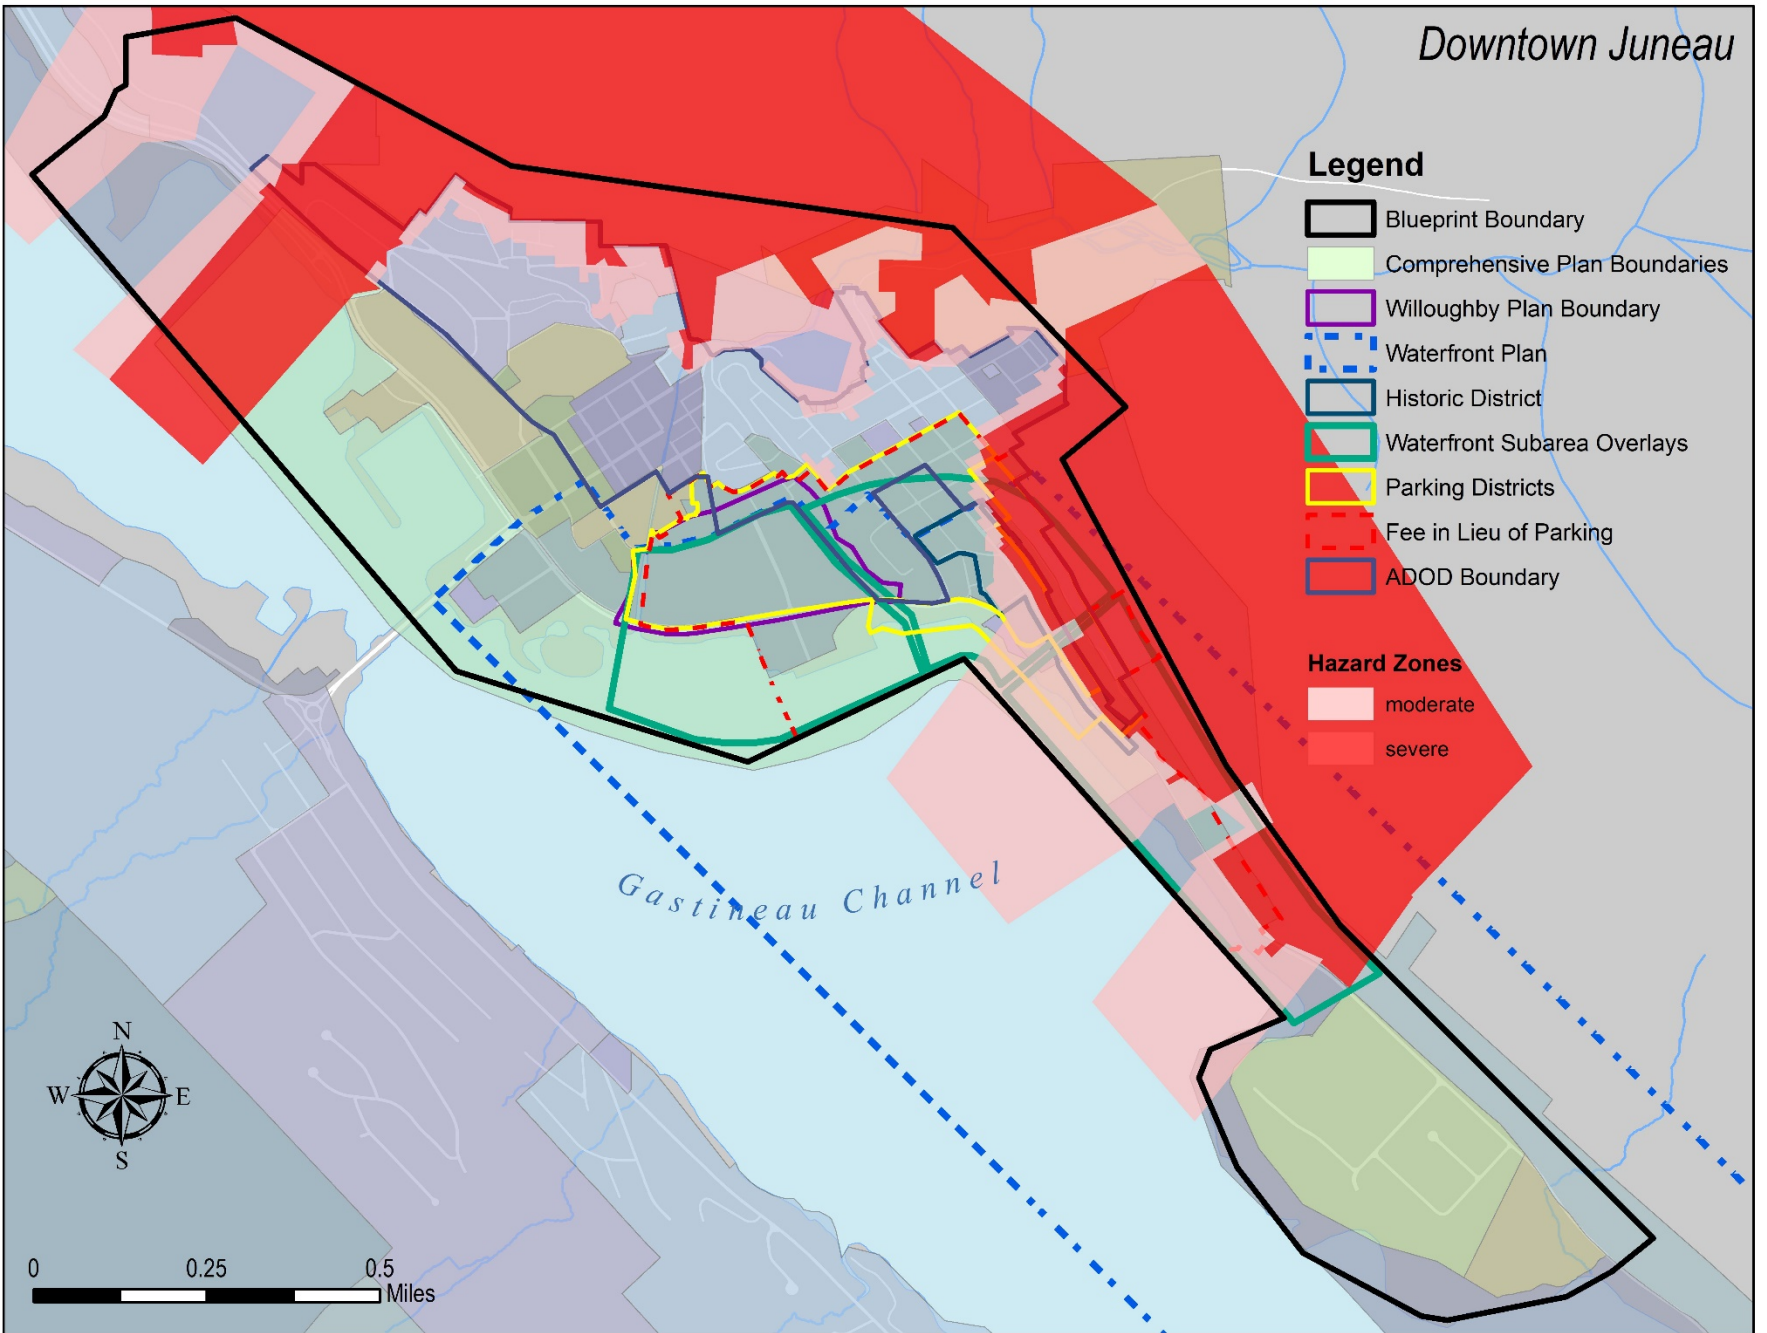 Downtown Juneau
Legend
Blueprint Boundary
Comprehensive Plan Boundaries
Willoughby Plan Boundary
Waterfront Plan
Historic District
Waterfront Subarea Overlays
Parking Districts
Fee in Lieu of Parking
ADOD Boundary
Hazard Zones
moderate
severe
Gastineau Channel
N
W E
S
0 0.25 0.5
Miles